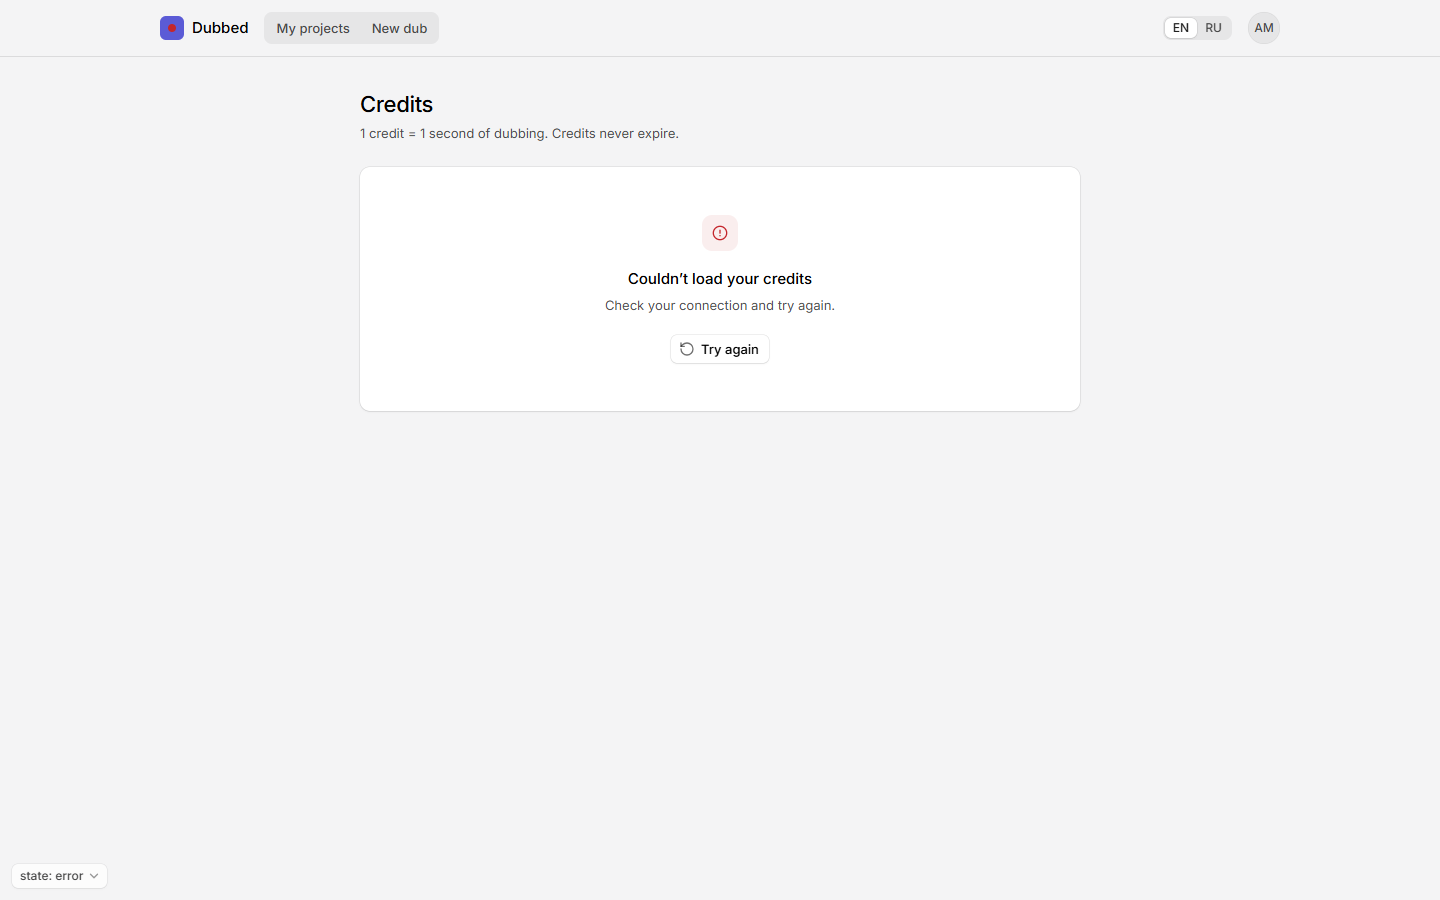 Dubbed
My projects
New dub
EN
RU
AM
Credits
1 credit = 1 second of dubbing. Credits never expire.
Couldn’t load your credits
Check your connection and try again.
Try again
state: error